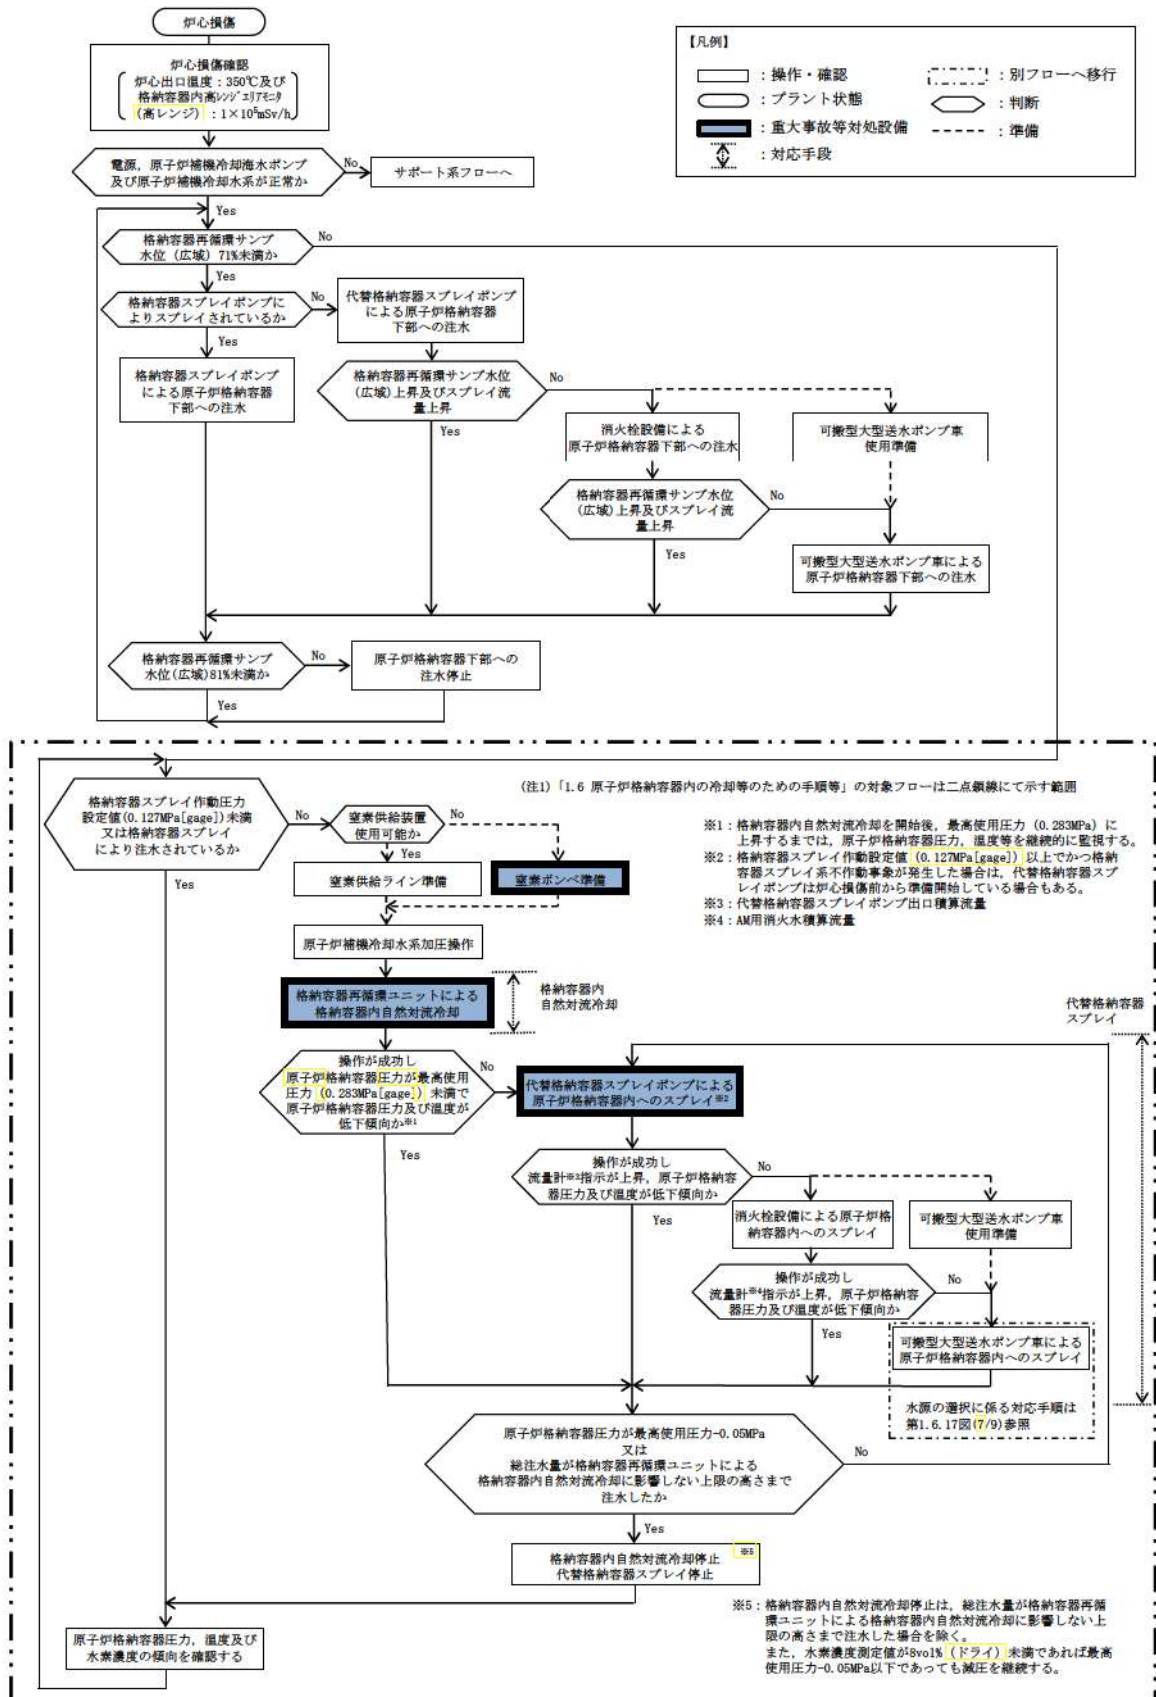 炉心損傷
炉心損傷確認
炉心出口温度：350℃及び
格納容器内高ﾚﾝｼﾞｴﾘｱﾓﾆﾀ
(高レンジ)：1×10⁵mSv/h
【凡例】
：操作・確認
：プラント状態
：重大事故等対処設備
：対応手段
：別フローへ移行
：判断
：準備
電源，原子炉補機冷却海水ポンプ
及び原子炉補機冷却水系が正常か
No
サポート系フローへ
Yes
格納容器再循環サンプ
水位（広域）71%未満か
No
Yes
格納容器スプレイポンプに
よりスプレイされているか
No
代替格納容器スプレイポンプ
による原子炉格納容器
下部への注水
Yes
格納容器スプレイポンプ
による原子炉格納容器
下部への注水
格納容器再循環サンプ水位
(広域)上昇及びスプレイ流
量上昇
No
Yes
消火栓設備による
原子炉格納容器下部への注水
可搬型大型送水ポンプ車
使用準備
格納容器再循環サンプ水位
(広域)上昇及びスプレイ流
量上昇
No
Yes
可搬型大型送水ポンプ車による
原子炉格納容器下部への注水
格納容器再循環サンプ
水位(広域)81%未満か
No
原子炉格納容器下部への
注水停止
Yes
(注1)「1.6 原子炉格納容器内の冷却等のための手順等」の対象フローは二点鎖線にて示す範囲
格納容器スプレイ作動圧力
設定値(0.127MPa[gage])未満
又は格納容器スプレイ
により注水されているか
No
Yes
窒素供給装置
使用可能か
No
Yes
窒素供給ライン準備
窒素ボンベ準備
※1：格納容器内自然対流冷却を開始後，最高使用圧力（0.283MPa）に
上昇するまでは，原子炉格納容器圧力，温度等を継続的に監視する。
※2：格納容器スプレイ作動設定値（0.127MPa[gage]）以上でかつ格納
容器スプレイ系不作動事象が発生した場合は，代替格納容器スプ
レイポンプは炉心損傷前から準備開始している場合もある。
※3：代替格納容器スプレイポンプ出口積算流量
※4：AM用消火水積算流量
原子炉補機冷却水系加圧操作
格納容器再循環ユニットによる
格納容器内自然対流冷却
格納容器内
自然対流冷却
代替格納容器
スプレイ
操作が成功し
原子炉格納容器圧力が最高使用
圧力（0.283MPa[gage]）未満で
原子炉格納容器圧力及び温度が
低下傾向か※1
No
Yes
代替格納容器スプレイポンプによる
原子炉格納容器内へのスプレイ※2
操作が成功し
流量計※3指示が上昇，原子炉格納容
器圧力及び温度が低下傾向か
No
Yes
消火栓設備による原子炉格
納容器内へのスプレイ
可搬型大型送水ポンプ車
使用準備
操作が成功し
流量計※4指示が上昇，原子炉格納容
器圧力及び温度が低下傾向か
No
Yes
可搬型大型送水ポンプ車による
原子炉格納容器内へのスプレイ
水源の選択に係る対応手順は
第1.6.17図(7/9)参照
原子炉格納容器圧力が最高使用圧力-0.05MPa
又は
総注水量が格納容器再循環ユニットによる
格納容器内自然対流冷却に影響しない上限の高さまで
注水したか
No
Yes
格納容器内自然対流冷却停止
代替格納容器スプレイ停止
※5
※5：格納容器内自然対流冷却停止は，総注水量が格納容器再循
環ユニットによる格納容器内自然対流冷却に影響しない上
限の高さまで注水した場合を除く。
また，水素濃度測定値が8vol%（ドライ）未満であれば最高
使用圧力-0.05MPa以下であっても減圧を継続する。
原子炉格納容器圧力，温度及び
水素濃度の傾向を確認する